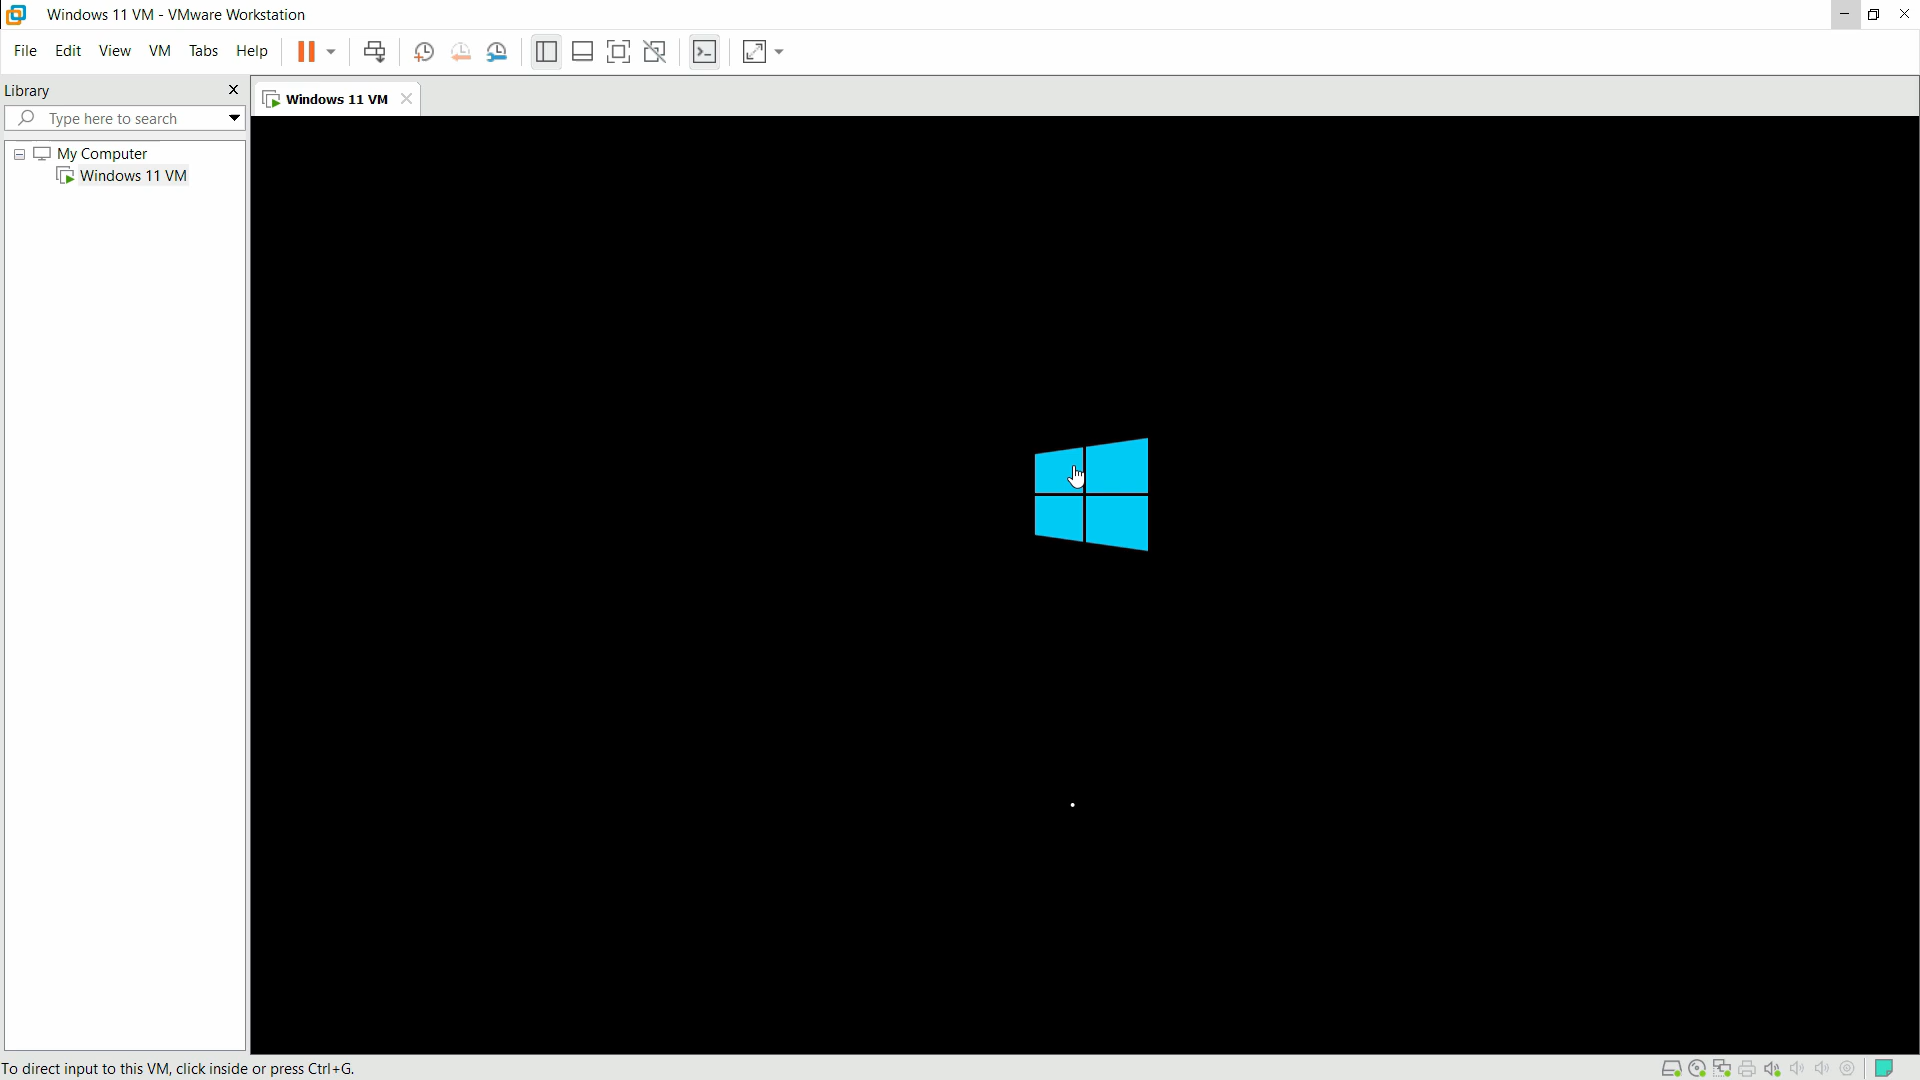 Windows 11 VM - VMware Workstation
File Edit View VM Tabs Help
Library
Windows 11 VM
Type here to search
My Computer
Windows 11 VM
To direct input to this VM, click inside or press Ctrl+G.